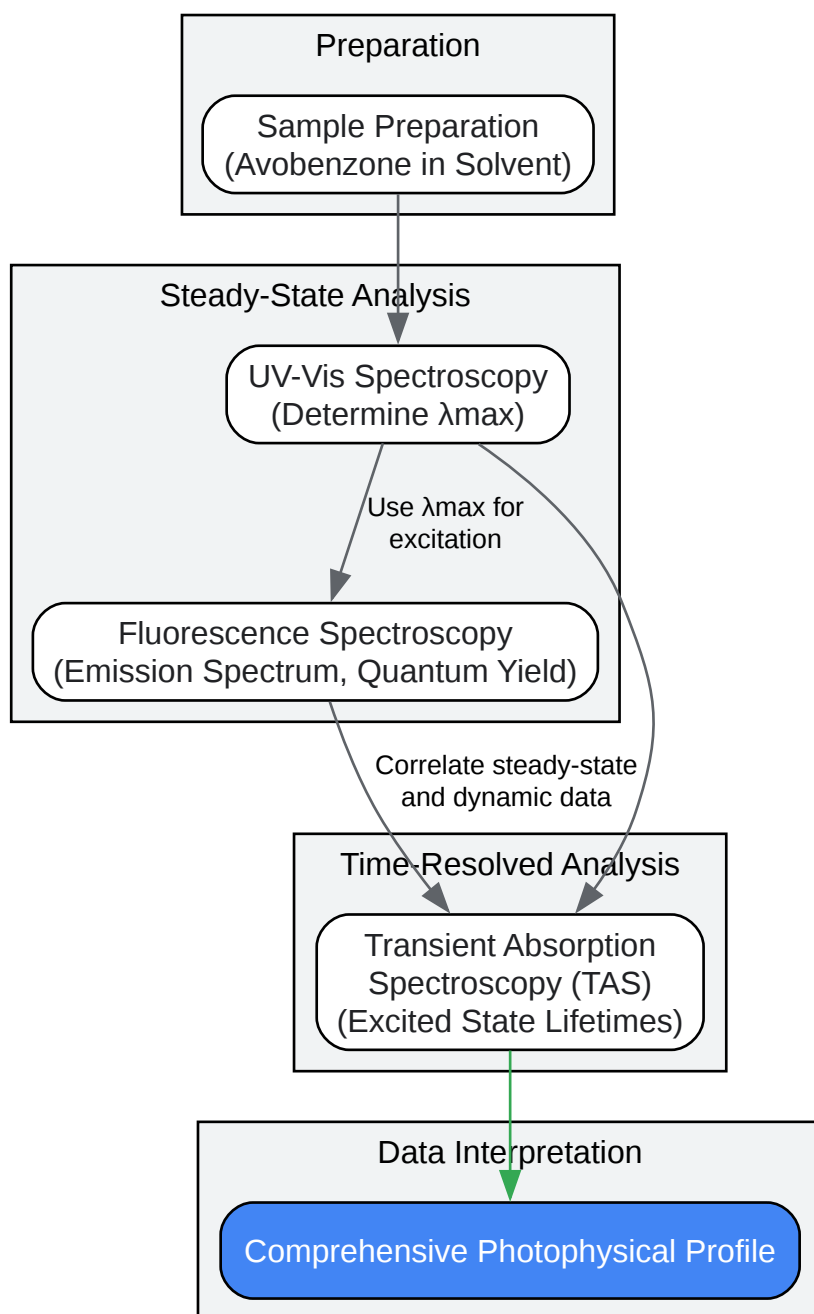 Preparation
Sample Preparation
(Avobenzone in Solvent)
Steady-State Analysis
UV-Vis Spectroscopy
(Determine λmax)
Use λmax for
excitation
Fluorescence Spectroscopy
(Emission Spectrum, Quantum Yield)
Correlate steady-state
and dynamic data
Time-Resolved Analysis
Transient Absorption
Spectroscopy (TAS)
(Excited State Lifetimes)
Data Interpretation
Comprehensive Photophysical Profile